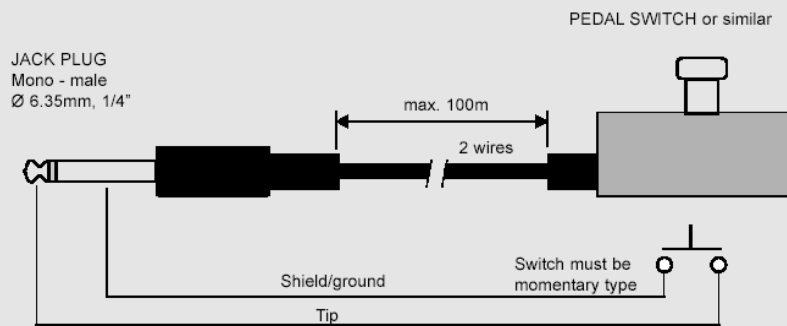 PEDAL SWITCH or similar
JACK PLUG
Mono - male
Ø 6.35mm, 1/4”
max. 100m
2 wires
Switch must be
momentary type
Shield/ground
Tip